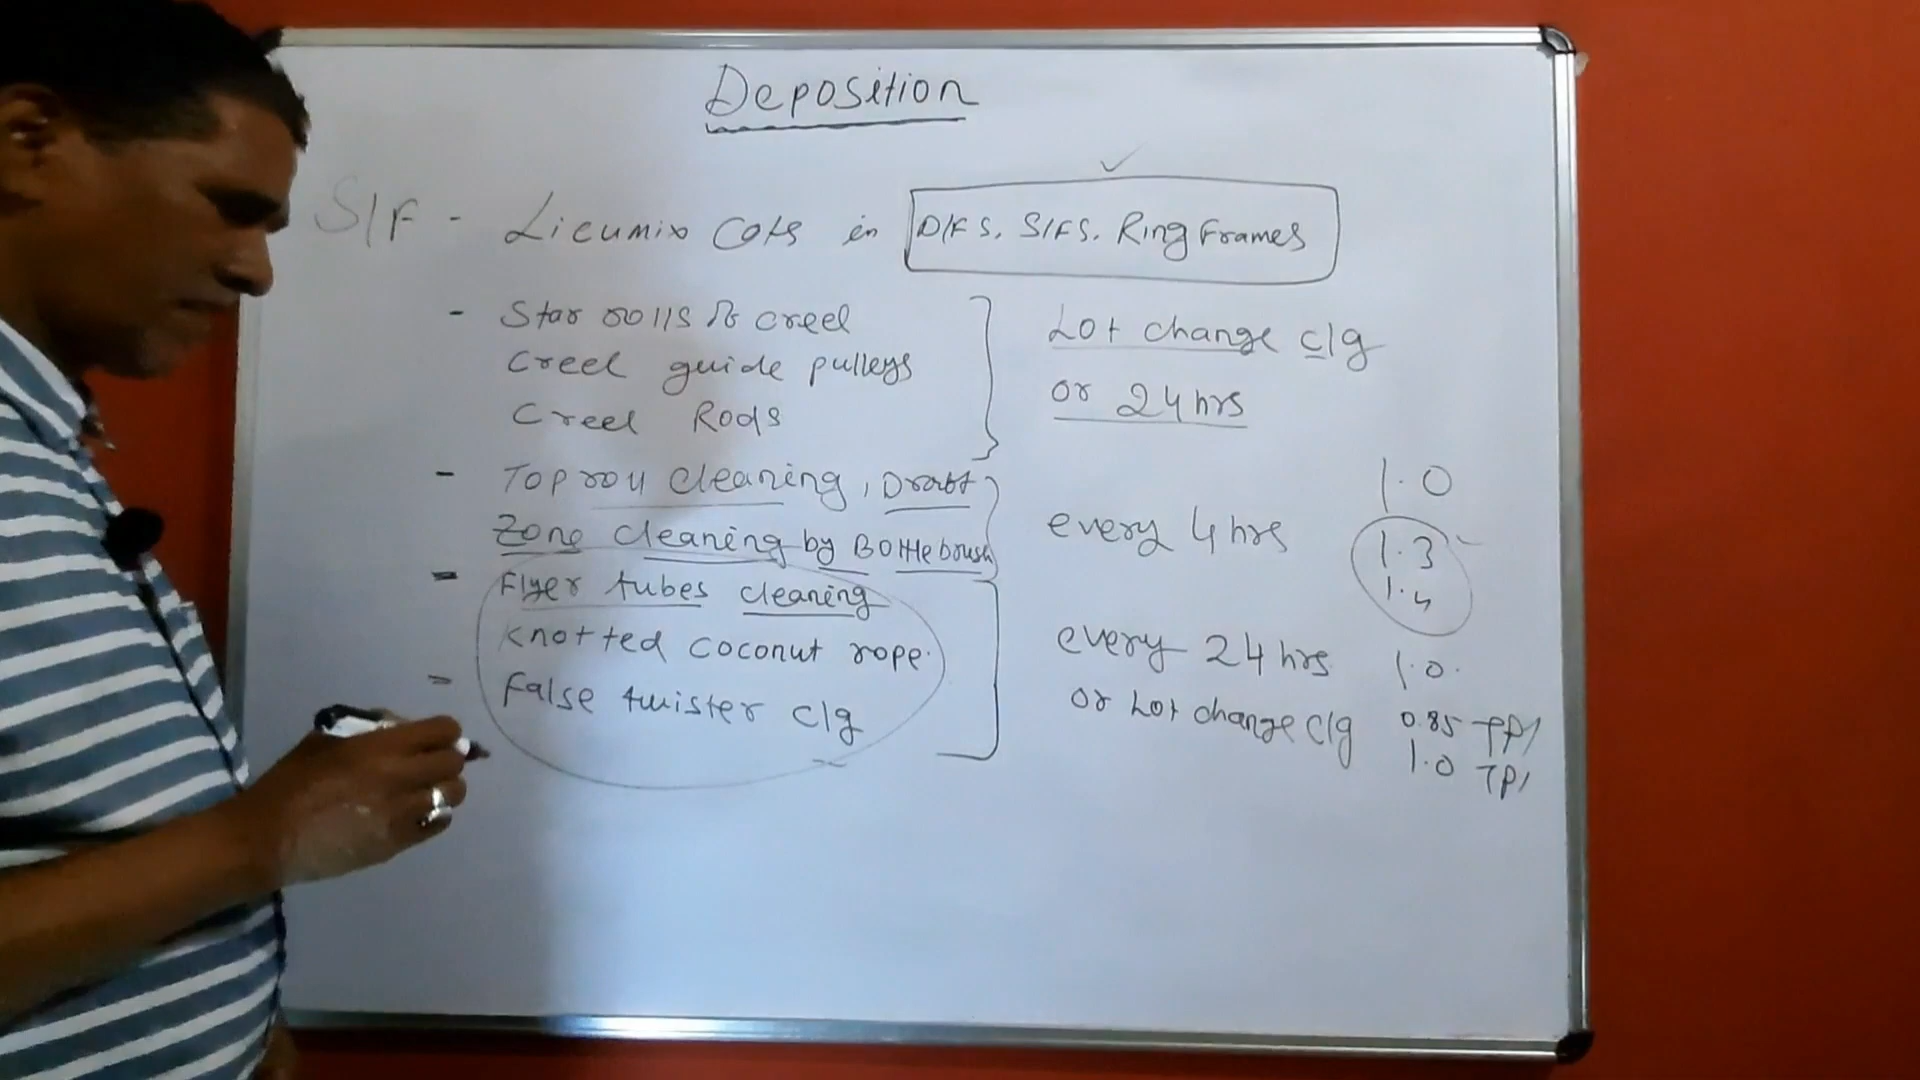 Deposition
S/F - Licumix Cots in D/FS, S/FS, Ring Frames
- Star rolls & creel
creel guide pulleys
Creel Rods
Lot change clg
or 24 hrs
- Top roll cleaning, Draft
Zone cleaning by Bottle brush
every 4 hrs
1.0
1.3
1.4
- Flyer tubes cleaning
Knotted coconut rope.
- False twister clg
every 24 hrs
or Lot change clg
1.0.
0.85 TPI
1.0 TPI